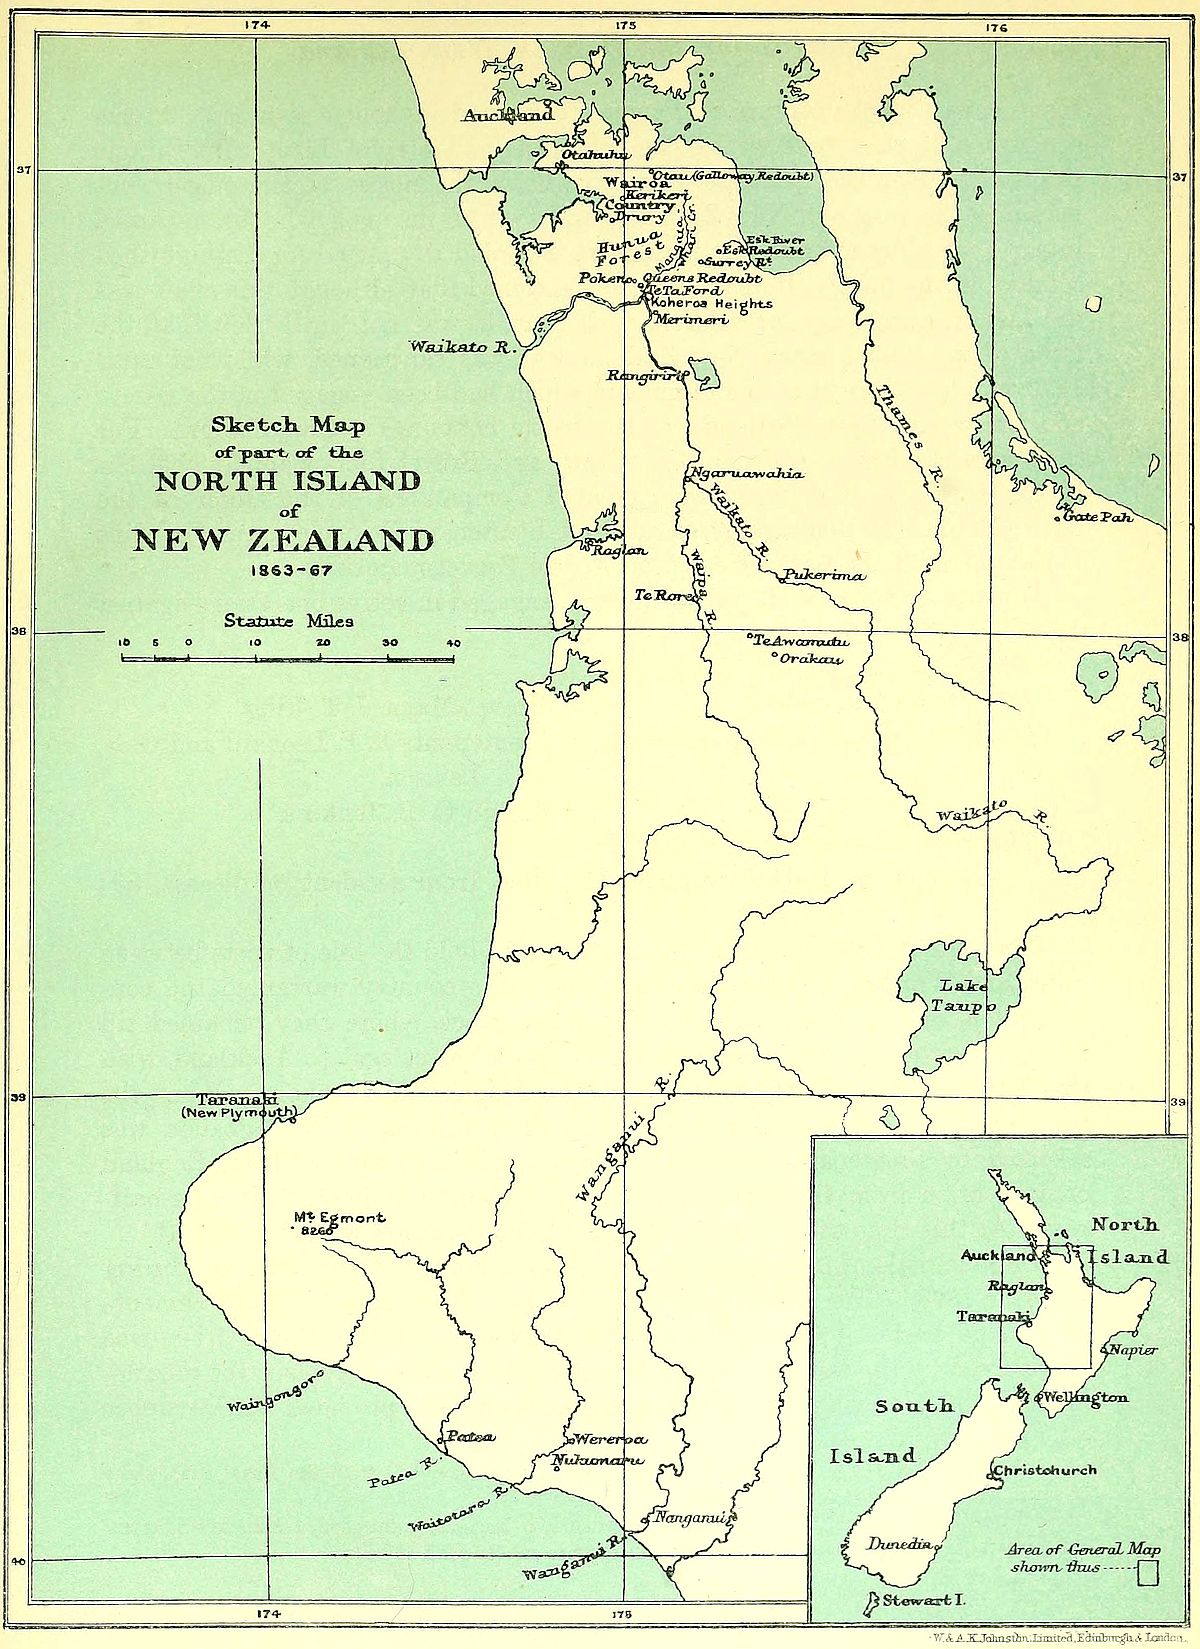 174
175
176
Auckland
Otahuhu
37
Otau (Galloway Redoubt)
37
Wairoa
Kerikeri
Country
Drury
Hunua
Forest
Esk River
Esk Redoubt
Surrey Rt
Pokeno
Queens Redoubt
Te Ta Ford
Koheroa Heights
Merimeri
Waikato R.
Rangiriri
Thames R.
Sketch Map
of part of the
NORTH ISLAND
of
NEW ZEALAND
1863-67
Ngaruawahia
Waikato R.
Gate Pah
Raglan
Waipa R.
Pukerima
Te Rore
Statute Miles
38
38
10 5 0 10 20 30 40
Te Awamutu
Orakau
Waikato R.
Lake
Taupo
39
39
Taranaki
(New Plymouth)
Wanganui R.
Mt Egmont
8260
Waingongoro
Patea
Patea R.
Wereroa
Nukumaru
Waitotara R.
Nanganui
Wanganui R.
40
174
175
North
Island
Auckland
Raglan
Taranaki
Napier
Wellington
South
Island
Christchurch
Dunedia
Area of General Map
shown thus
Stewart I.
W. & A.K. Johnston, Limited, Edinburgh & London.